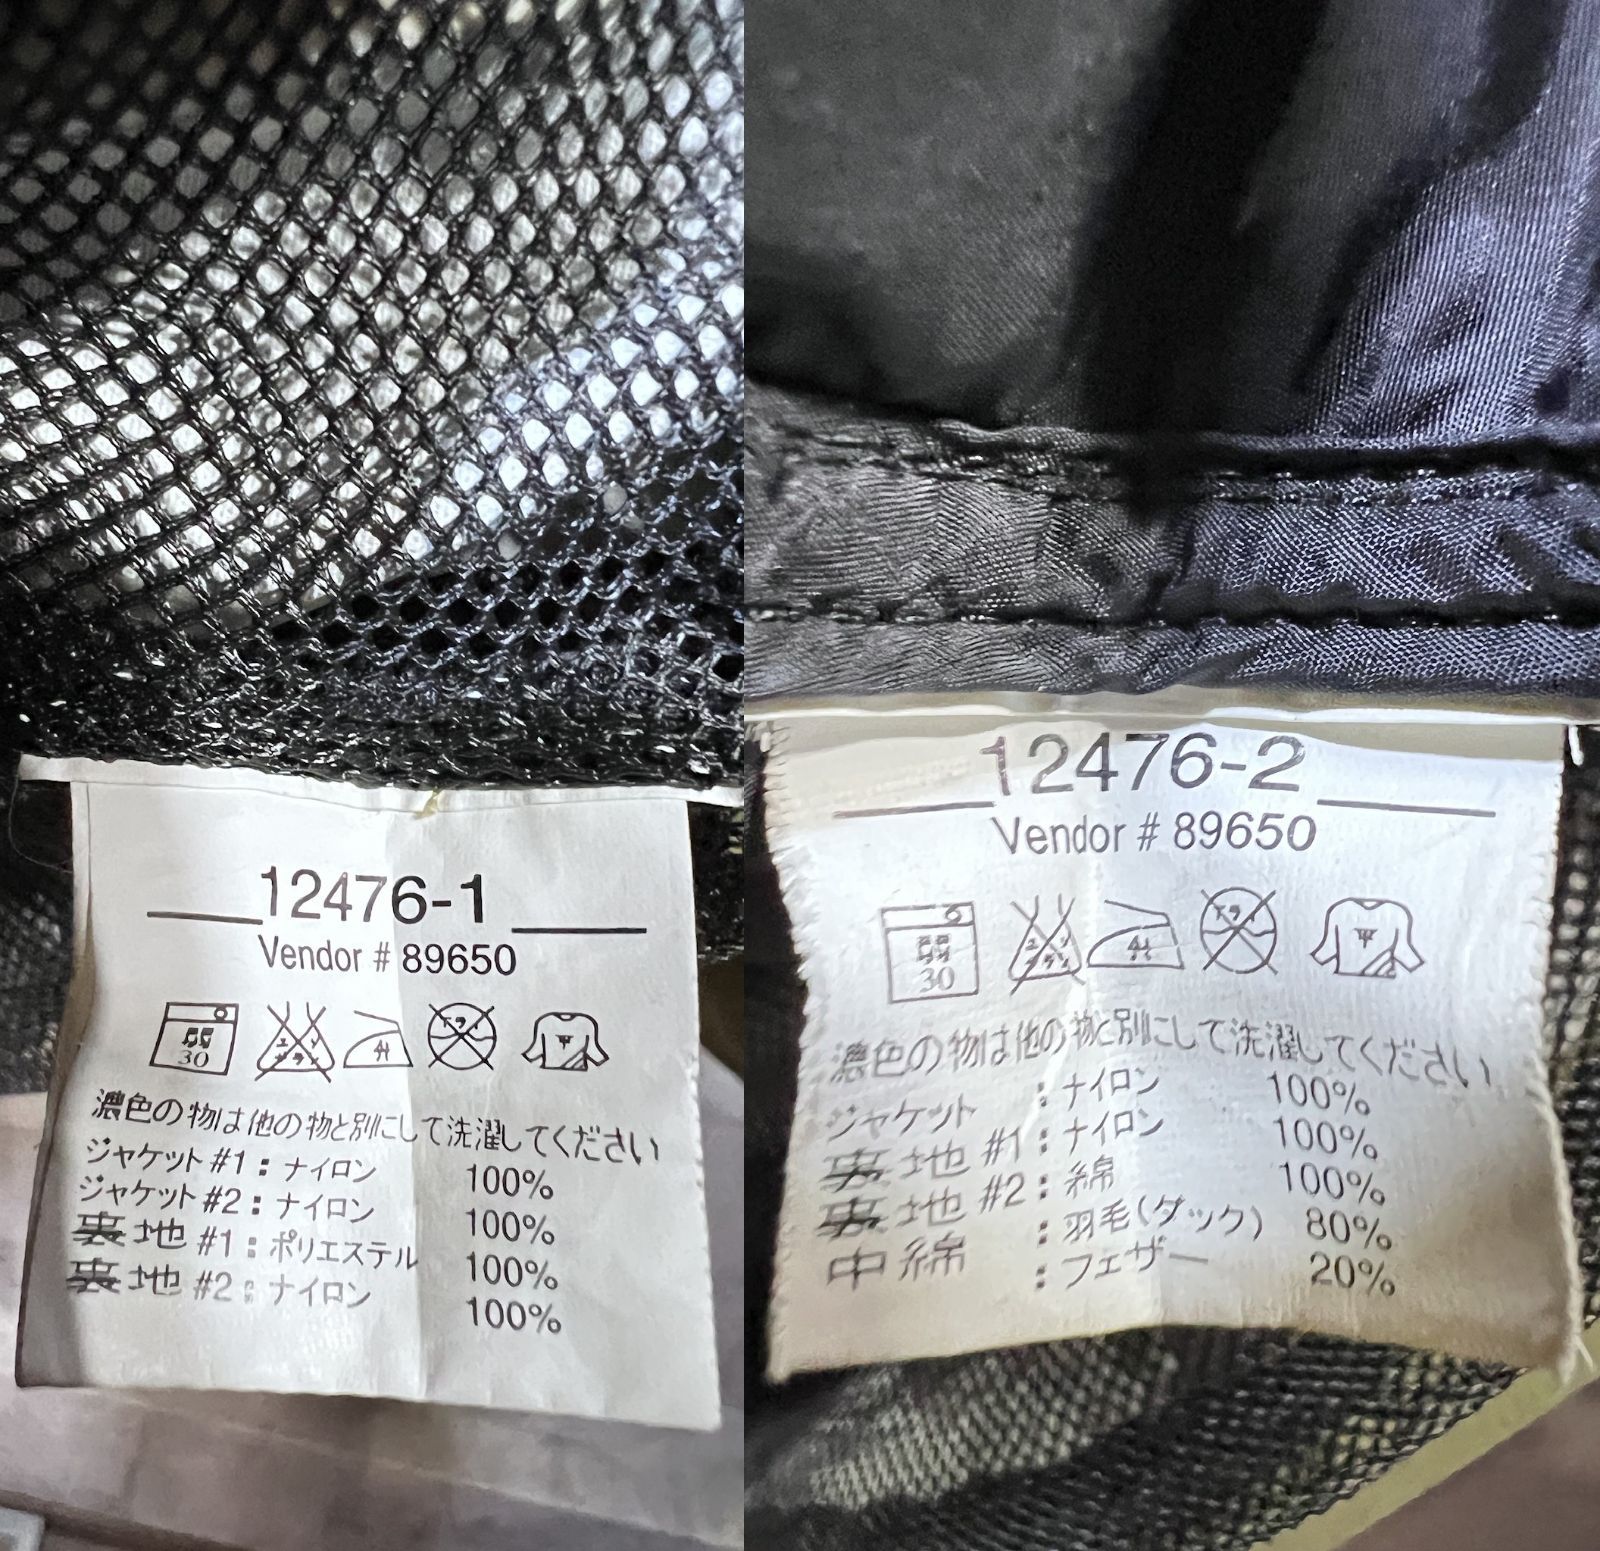 12476-1
Vendor # 89650
30
濃色の物は他の物と別にして洗濯してください
ジャケット #1 : ナイロン 100%
ジャケット #2 : ナイロン 100%
裏地 #1 : ポリエステル 100%
裏地 #2 : ナイロン 100%
12476-2
Vendor # 89650
30
濃色の物は他の物と別にして洗濯してください
ジャケット : ナイロン 100%
裏地 #1 : ナイロン 100%
裏地 #2 : 綿 100%
中綿 : 羽毛(ダック) 80%
: フェザー 20%